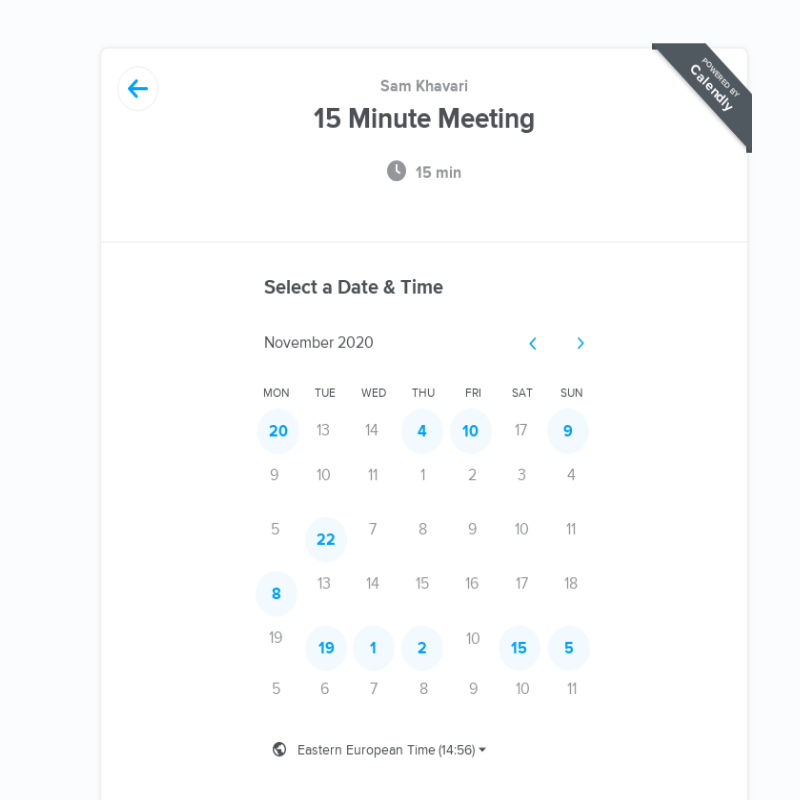 POWERED BY
Calendly
Sam Khavari
15 Minute Meeting
15 min
Select a Date & Time
November 2020
MON TUE WED THU FRI SAT SUN
20 13 14 4 10 17 9
9 10 11 1 2 3 4
5 22 7 8 9 10 11
8 13 14 15 16 17 18
19 19 1 2 10 15 5
5 6 7 8 9 10 11
Eastern European Time (14:56)